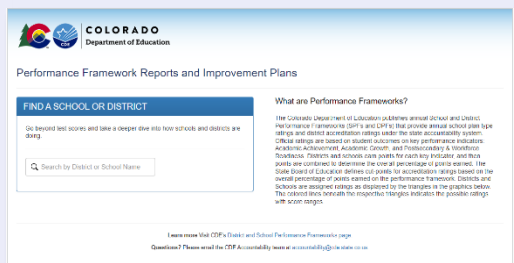 COLORADO
Department of Education
CDE
Performance Framework Reports and Improvement Plans
FIND A SCHOOL OR DISTRICT
Go beyond test scores and take a deeper dive into how schools and districts are
doing.
Search by District or School Name
What are Performance Frameworks?
The Colorado Department of Education publishes annual School and District
Performance Frameworks (SPFs and DPFs) that provide annual school plan type
ratings and district accreditation ratings under the state accountability system.
Official ratings are based on student outcomes on key performance indicators:
Academic Achievement, Academic Growth, and Postsecondary & Workforce
Readiness. Districts and schools earn points for each key indicator, and then
points are combined to determine the overall percentage of points earned. The
State Board of Education defines cut-points for accreditation ratings based on the
overall percentage of points earned on the performance framework. Districts and
Schools are assigned ratings as displayed by the triangles in the graphics below.
The colored lines beneath the respective triangles indicates the possible ratings
with score ranges.
Learn more Visit CDE's District and School Performance Frameworks page.
Questions? Please email the CDE Accountability team at accountability@cde.state.co.us